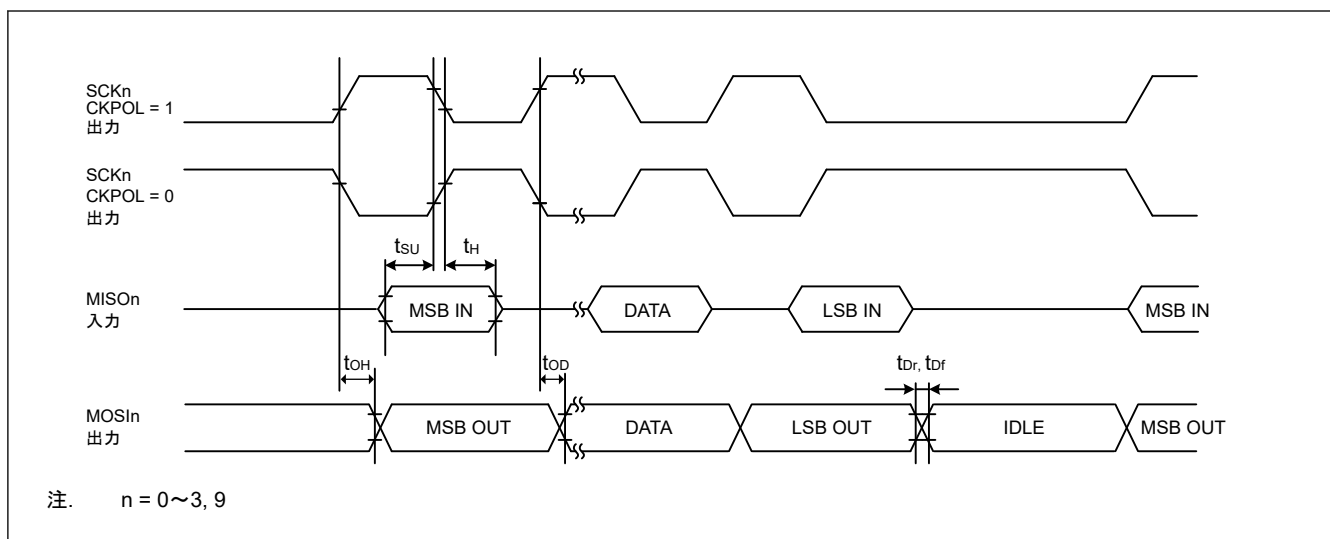 SCKn
CKPOL = 1
出力
SCKn
CKPOL = 0
出力
tSU
tH
MISOn
入力
MSB IN
DATA
LSB IN
MSB IN
tOH
tOD
tDr, tDf
MOSIn
出力
MSB OUT
DATA
LSB OUT
IDLE
MSB OUT
注. n = 0～3, 9